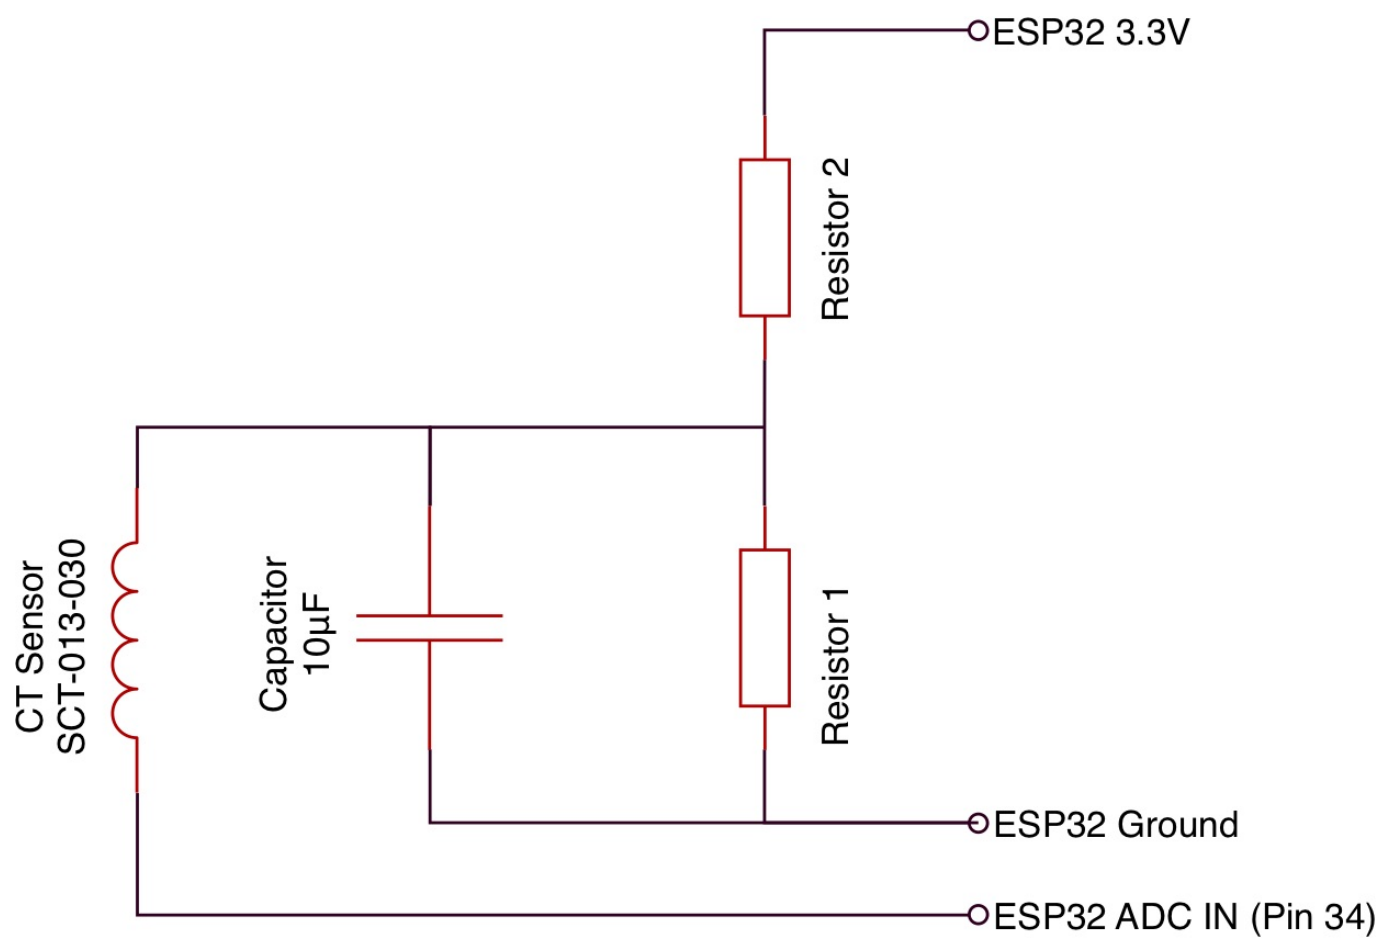 ESP32 3.3V
Resistor 2
CT Sensor
SCT-013-030
Capacitor
10µF
Resistor 1
ESP32 Ground
ESP32 ADC IN (Pin 34)